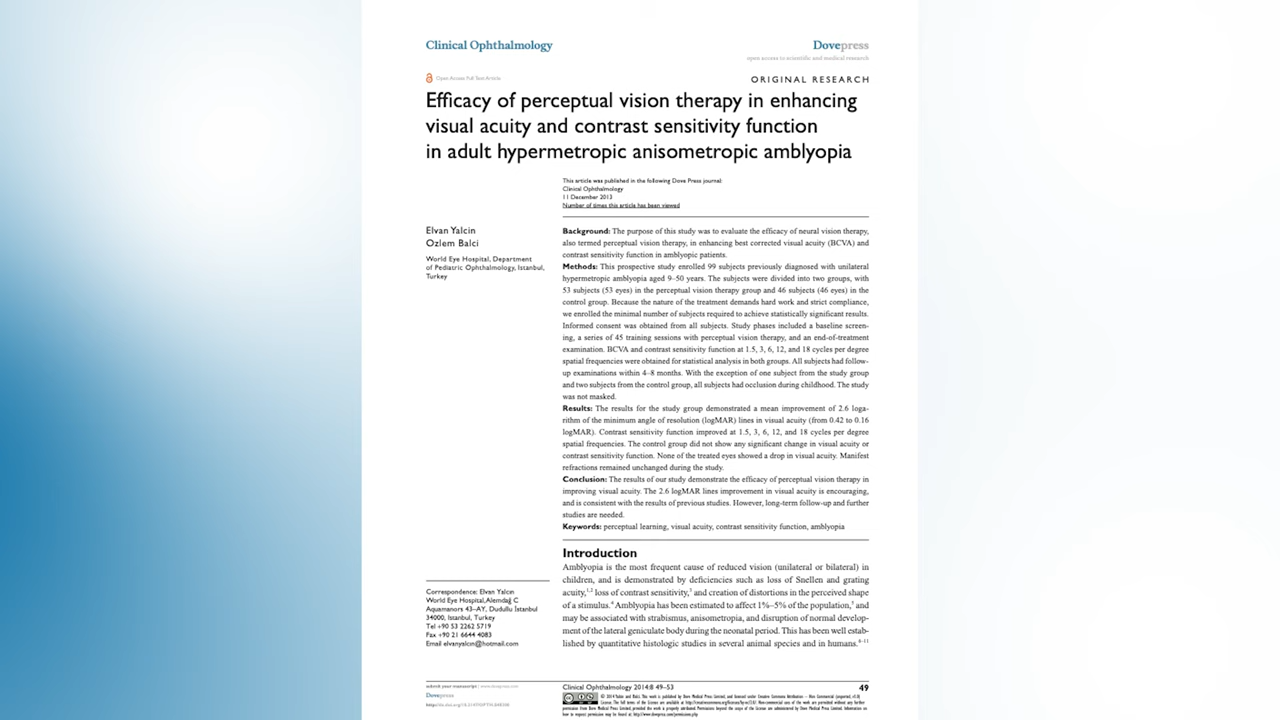 Clinical Ophthalmology
Dovepress
open access to scientific and medical research
Open Access Full Text Article
ORIGINAL RESEARCH
Efficacy of perceptual vision therapy in enhancing
visual acuity and contrast sensitivity function
in adult hypermetropic anisometropic amblyopia
This article was published in the following Dove Press journal:
Clinical Ophthalmology
11 December 2013
Number of times this article has been viewed
Elvan Yalcin
Ozlem Balci
World Eye Hospital, Department
of Pediatric Ophthalmology, Istanbul,
Turkey
Background: The purpose of this study was to evaluate the efficacy of neural vision therapy,
also termed perceptual vision therapy, in enhancing best corrected visual acuity (BCVA) and
contrast sensitivity function in amblyopic patients.
Methods: This prospective study enrolled 99 subjects previously diagnosed with unilateral
hypermetropic amblyopia aged 9–50 years. The subjects were divided into two groups, with
53 subjects (53 eyes) in the perceptual vision therapy group and 46 subjects (46 eyes) in the
control group. Because the nature of the treatment demands hard work and strict compliance,
we enrolled the minimal number of subjects required to achieve statistically significant results.
Informed consent was obtained from all subjects. Study phases included a baseline screen-
ing, a series of 45 training sessions with perceptual vision therapy, and an end-of-treatment
examination. BCVA and contrast sensitivity function at 1.5, 3, 6, 12, and 18 cycles per degree
spatial frequencies were obtained for statistical analysis in both groups. All subjects had follow-
up examinations within 4–8 months. With the exception of one subject from the study group
and two subjects from the control group, all subjects had occlusion during childhood. The study
was not masked.
Results: The results for the study group demonstrated a mean improvement of 2.6 loga-
rithm of the minimum angle of resolution (logMAR) lines in visual acuity (from 0.42 to 0.16
logMAR). Contrast sensitivity function improved at 1.5, 3, 6, 12, and 18 cycles per degree
spatial frequencies. The control group did not show any significant change in visual acuity or
contrast sensitivity function. None of the treated eyes showed a drop in visual acuity. Manifest
refractions remained unchanged during the study.
Conclusion: The results of our study demonstrate the efficacy of perceptual vision therapy in
improving visual acuity. The 2.6 logMAR lines improvement in visual acuity is encouraging,
and is consistent with the results of previous studies. However, long-term follow-up and further
studies are needed.
Keywords: perceptual learning, visual acuity, contrast sensitivity function, amblyopia
Introduction
Amblyopia is the most frequent cause of reduced vision (unilateral or bilateral) in
children, and is demonstrated by deficiencies such as loss of Snellen and grating
acuity,1,2 loss of contrast sensitivity,3 and creation of distortions in the perceived shape
of a stimulus.4 Amblyopia has been estimated to affect 1%–5% of the population,5 and
may be associated with strabismus, anisometropia, and disruption of normal develop-
ment of the lateral geniculate body during the neonatal period. This has been well estab-
lished by quantitative histologic studies in several animal species and in humans.6–11
Correspondence: Elvan Yalcin
World Eye Hospital, Alemdağ C
Aquamanors 43–AY, Dudullu Istanbul
34000, Istanbul, Turkey
Tel +90 53 2262 5719
Fax +90 21 6644 4083
Email elvanyalcin@hotmail.com
submit your manuscript | www.dovepress.com
Dovepress
Clinical Ophthalmology 2014:8 49–53
49